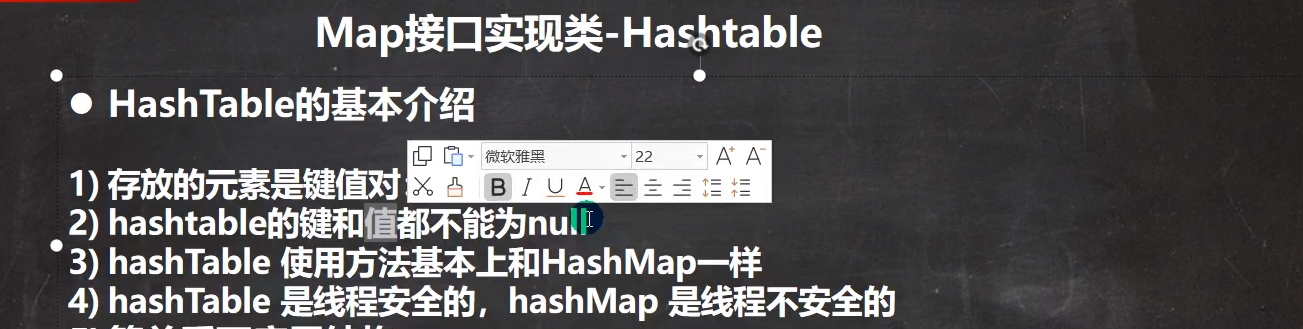 Map接口实现类-Hashtable
HashTable的基本介绍
微软雅黑 22
B I U A
1) 存放的元素是键值对
2) hashtable的键和值都不能为null
3) hashTable 使用方法基本上和HashMap一样
4) hashTable 是线程安全的，hashMap 是线程不安全的